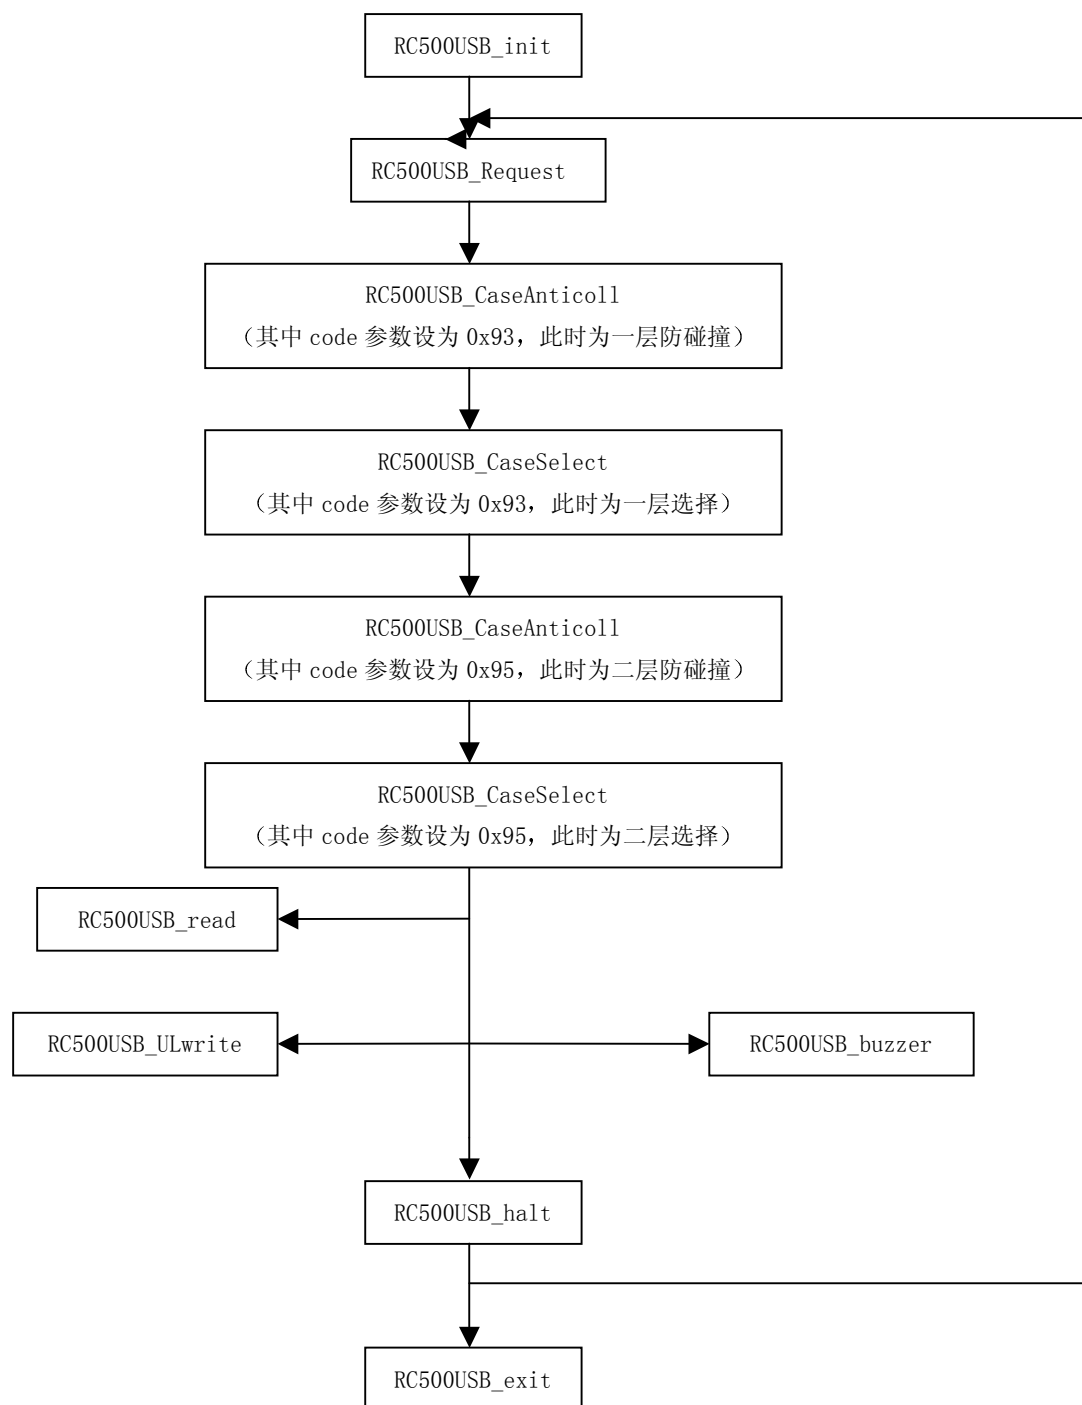 RC500USB_init
RC500USB_Request
RC500USB_CaseAnticoll
（其中 code 参数设为 0x93，此时为一层防碰撞）
RC500USB_CaseSelect
（其中 code 参数设为 0x93，此时为一层选择）
RC500USB_CaseAnticoll
（其中 code 参数设为 0x95，此时为二层防碰撞）
RC500USB_CaseSelect
（其中 code 参数设为 0x95，此时为二层选择）
RC500USB_read
RC500USB_ULwrite
RC500USB_buzzer
RC500USB_halt
RC500USB_exit